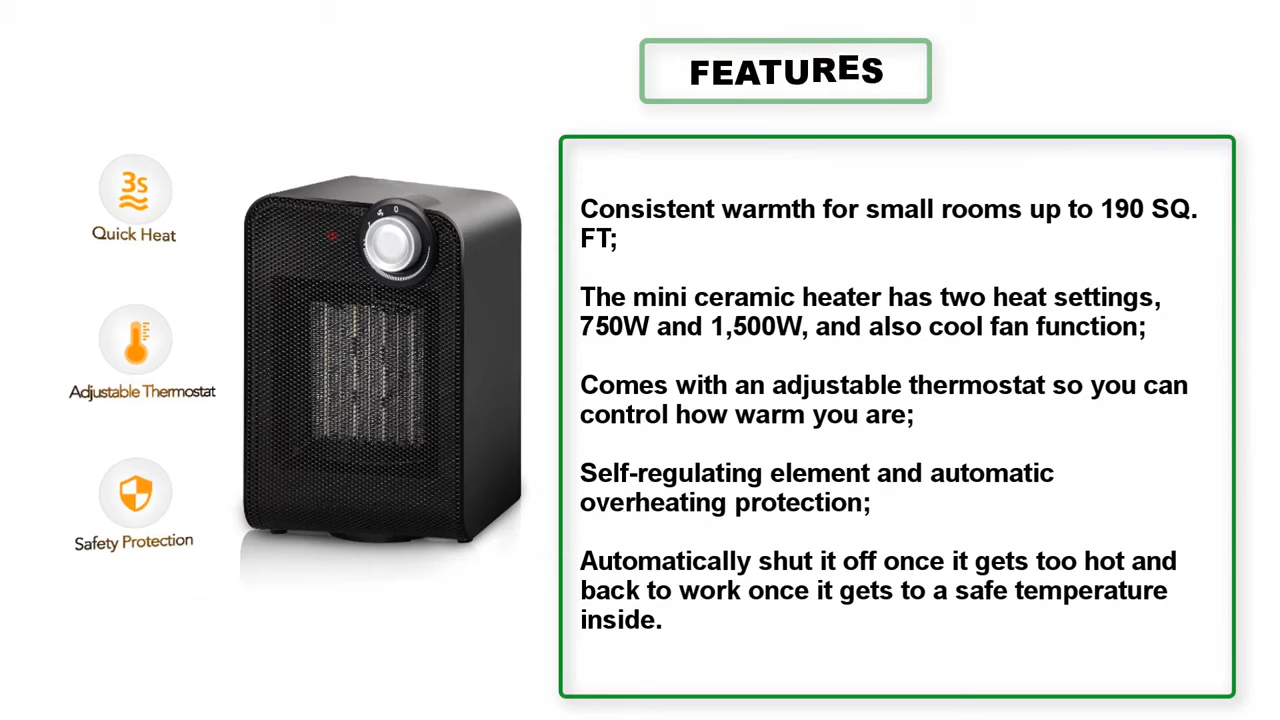 FEATURES
3s
Quick Heat
Adjustable Thermostat
Safety Protection
0
Consistent warmth for small rooms up to 190 SQ.
FT;
The mini ceramic heater has two heat settings,
750W and 1,500W, and also cool fan function;
Comes with an adjustable thermostat so you can
control how warm you are;
Self-regulating element and automatic
overheating protection;
Automatically shut it off once it gets too hot and
back to work once it gets to a safe temperature
inside.